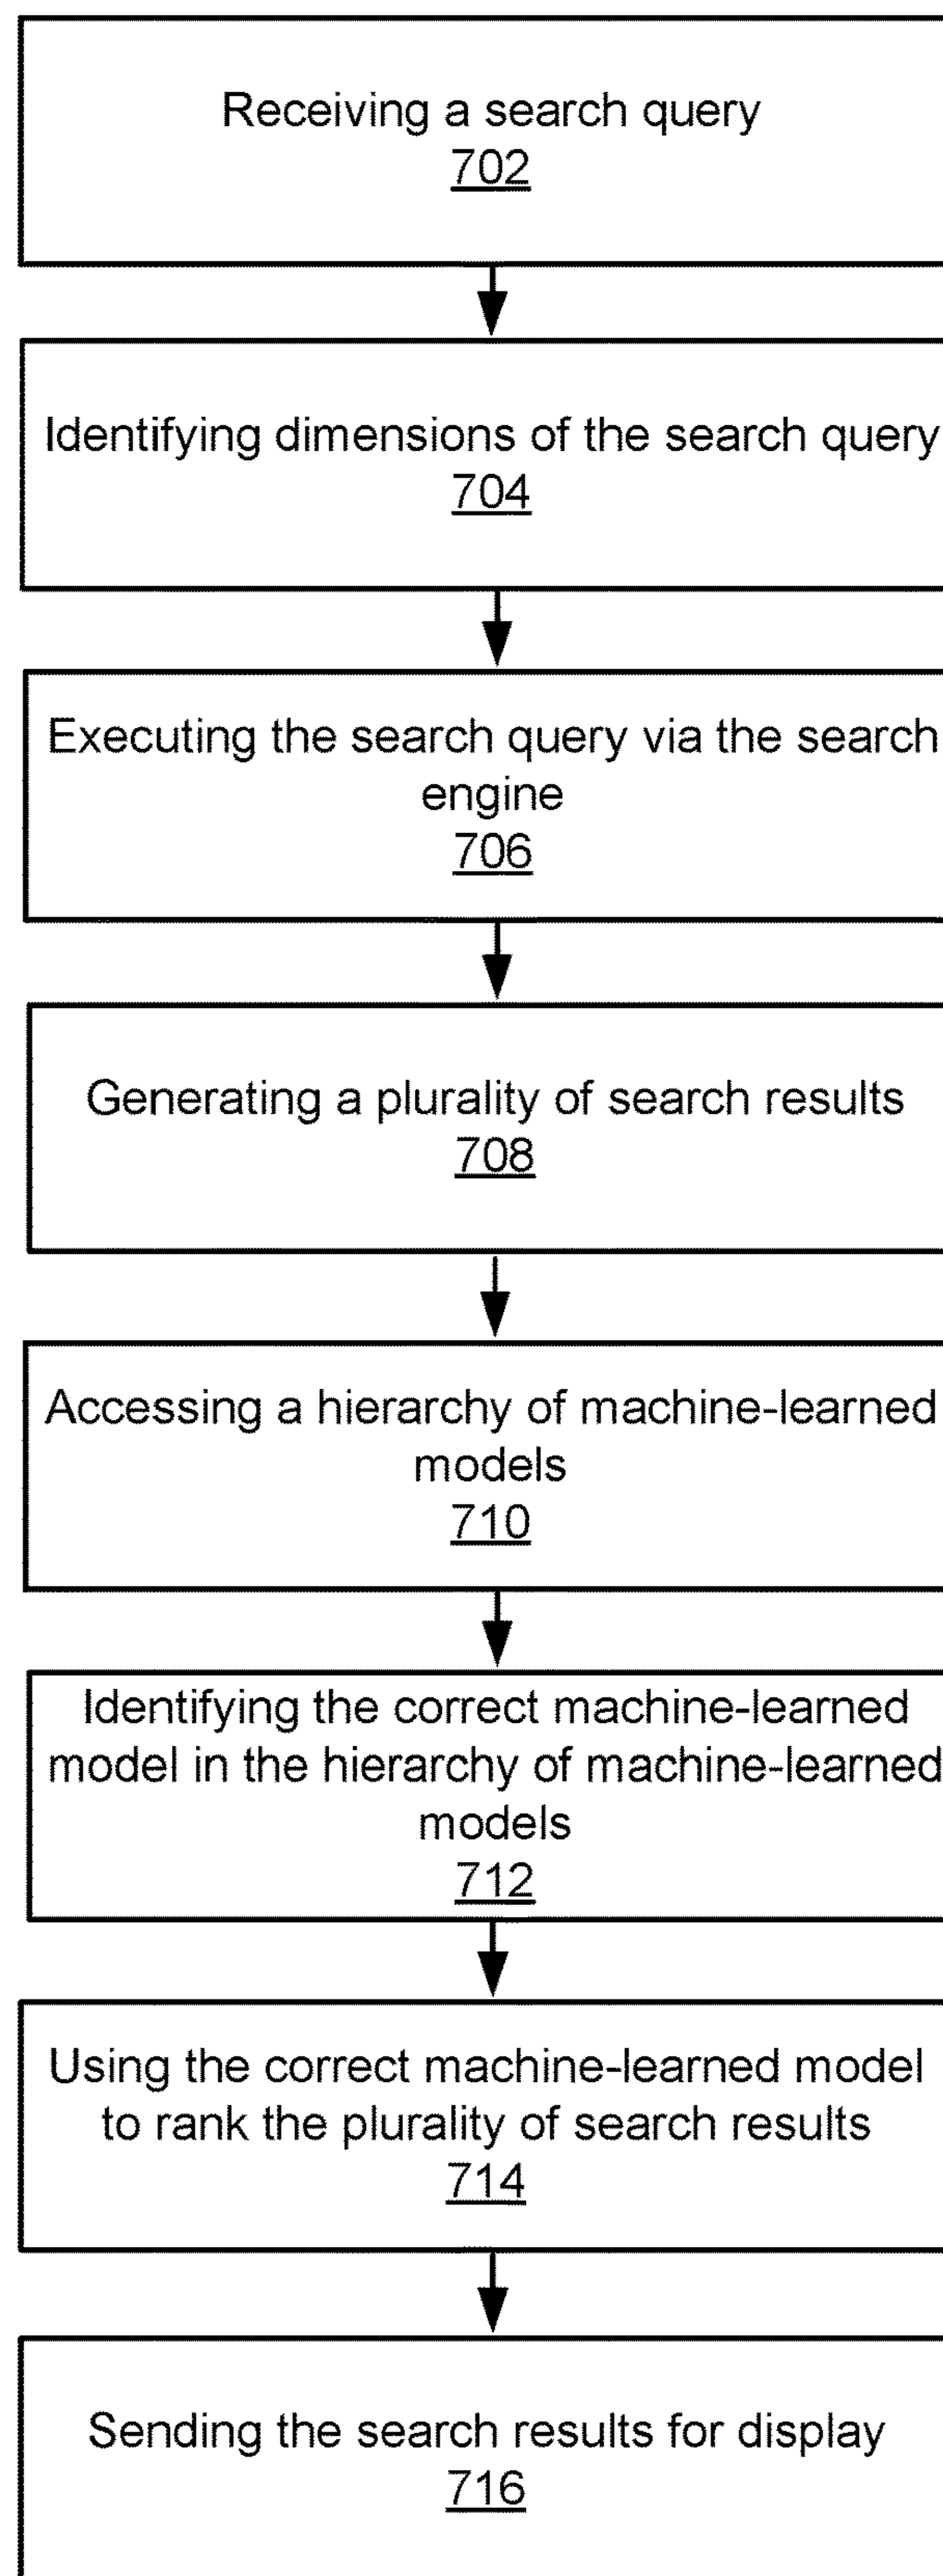 Receiving a search query
702
Identifying dimensions of the search query
704
Executing the search query via the search
engine
706
Generating a plurality of search results
708
Accessing a hierarchy of machine-learned
models
710
Identifying the correct machine-learned
model in the hierarchy of machine-learned
models
712
Using the correct machine-learned model
to rank the plurality of search results
714
Sending the search results for display
716